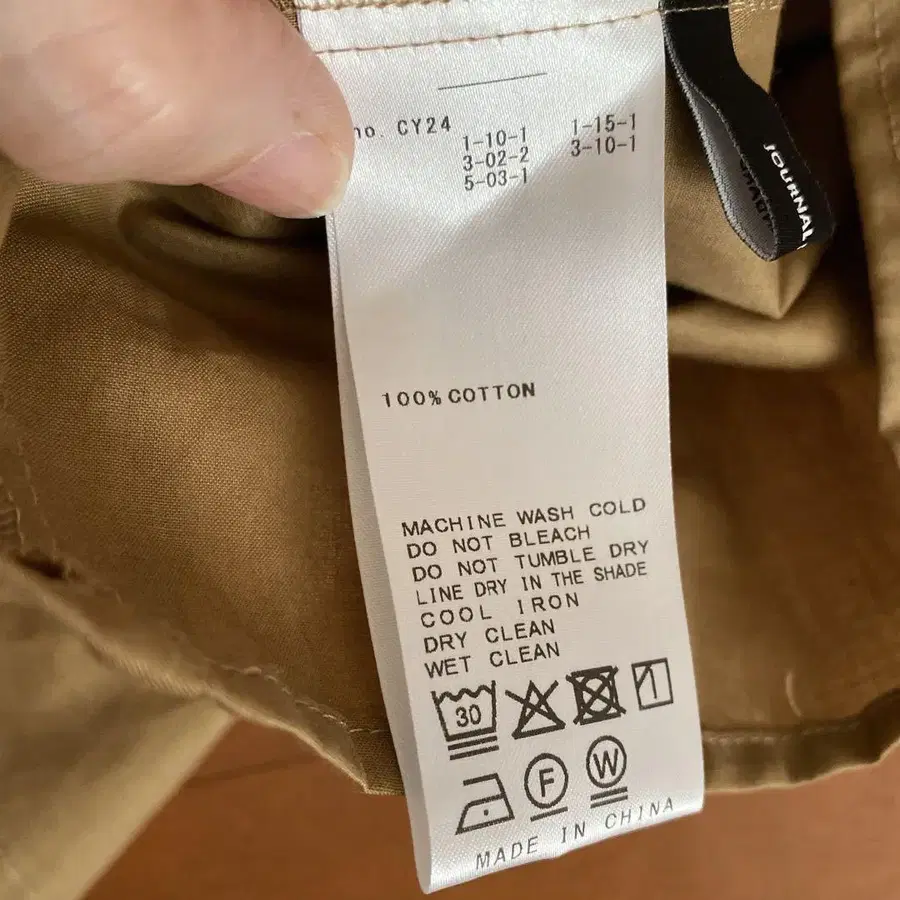 no. CY24
1-10-1 1-15-1
3-02-2 3-10-1
5-03-1
JOURNAL
100% COTTON
MACHINE WASH COLD
DO NOT BLEACH
DO NOT TUMBLE DRY
LINE DRY IN THE SHADE
COOL IRON
DRY CLEAN
WET CLEAN
30
F W
MADE IN CHINA